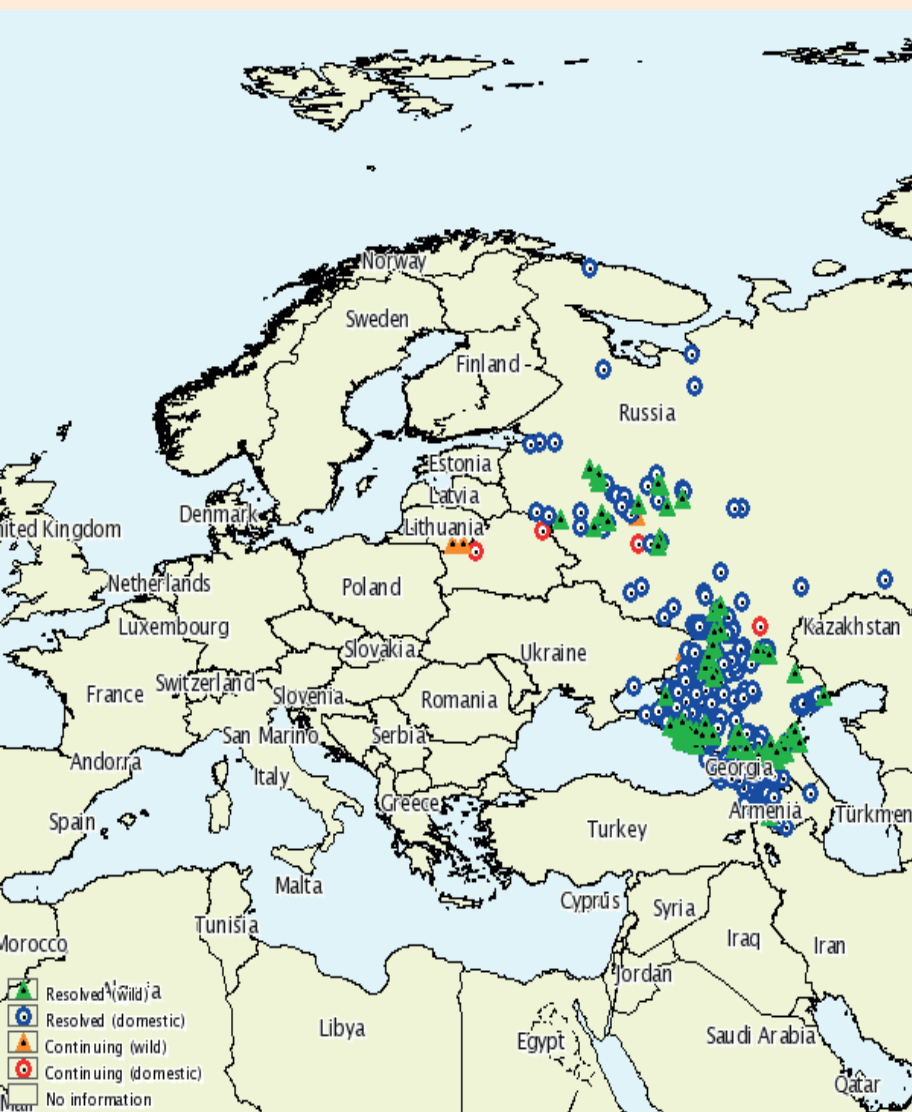 Norway
Sweden
Finland
Russia
Estonia
Latvia
Denmark
nited Kingdom
Lithuania
Netherlands
Poland
Luxembourg
Kazakhstan
Slovakia
Ukraine
Switzerland
France
Slovenia
Romania
San Marino
Serbia
Andorra
Georgia
Italy
Greece
Armenia
Türkmen
Spain
Turkey
Malta
Cyprus
Syria
Tunisia
Iraq
Iran
Morocco
Jordan
Resolved (wild)
Resolved (domestic)
Libya
Saudi Arabia
Egypt
Continuing (wild)
Continuing (domestic)
Qatar
No information